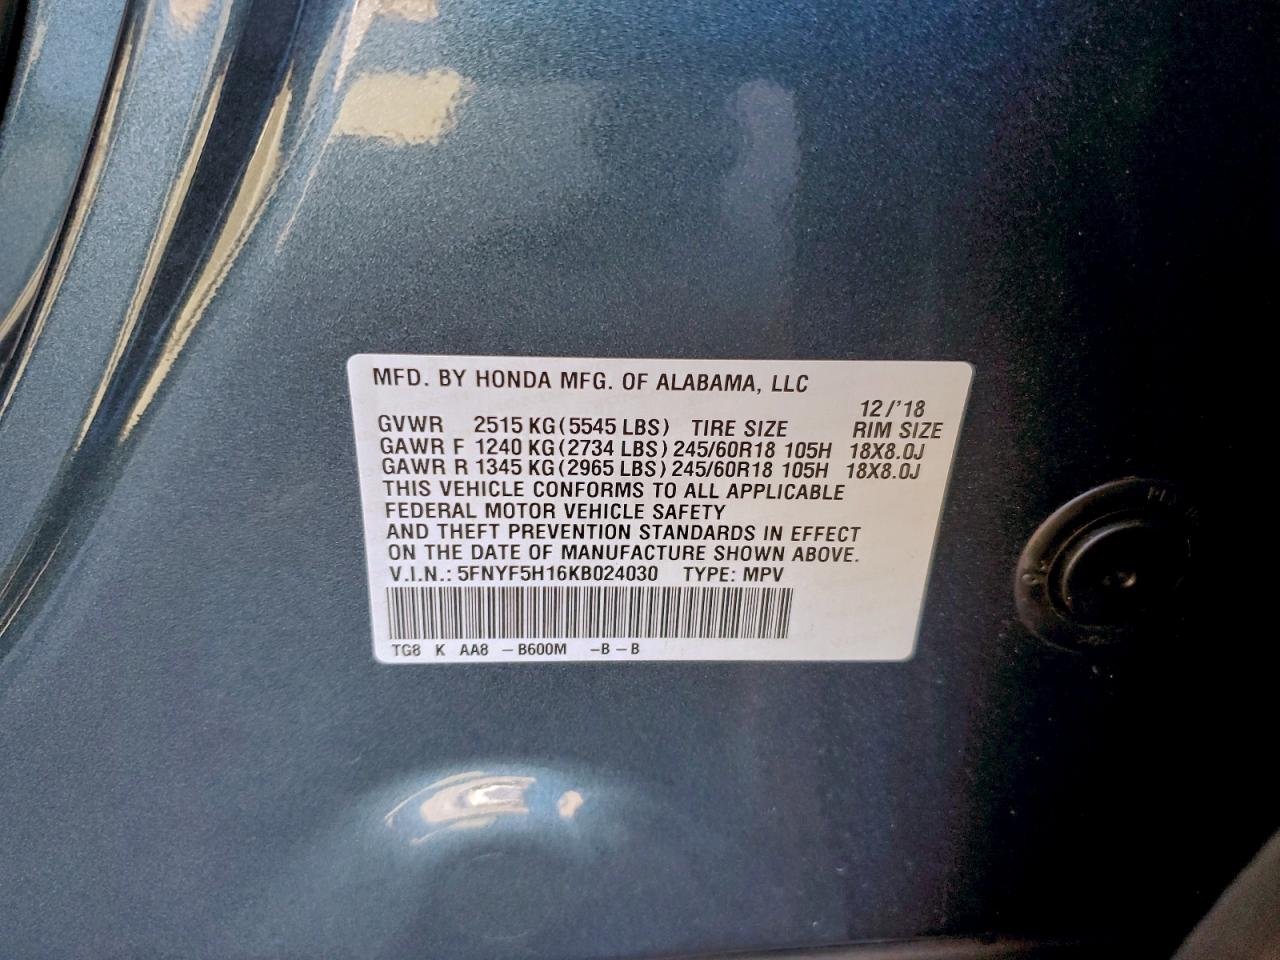 MFD. BY HONDA MFG. OF ALABAMA, LLC
12/'18
GVWR 2515 KG (5545 LBS) TIRE SIZE RIM SIZE
GAWR F 1240 KG (2734 LBS) 245/60R18 105H 18X8.0J
GAWR R 1345 KG (2965 LBS) 245/60R18 105H 18X8.0J
THIS VEHICLE CONFORMS TO ALL APPLICABLE
FEDERAL MOTOR VEHICLE SAFETY
AND THEFT PREVENTION STANDARDS IN EFFECT
ON THE DATE OF MANUFACTURE SHOWN ABOVE.
V.I.N.: 5FNYF5H16KB024030 TYPE: MPV
TG8 K AA8 – B600M – B – B